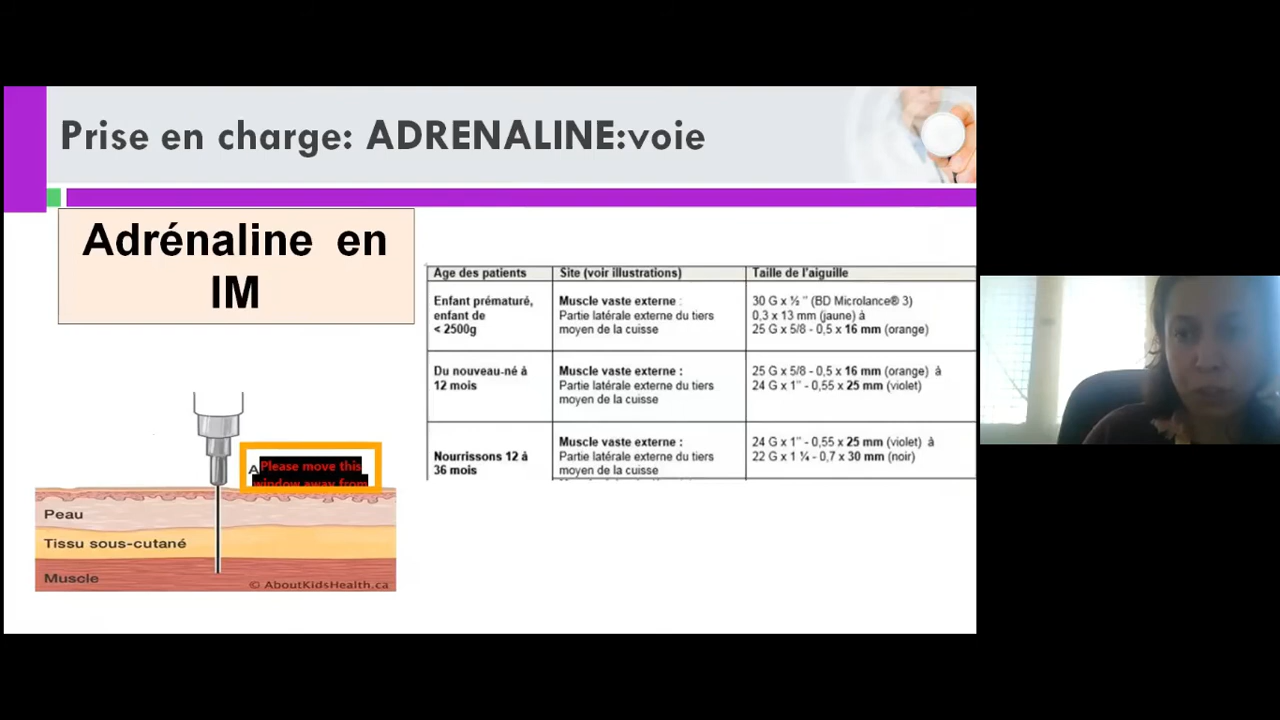 Prise en charge: ADRENALINE:voie
Adrénaline en
IM
Age des patients
Site (voir illustrations)
Taille de l'aiguille
Enfant prématuré,
enfant de
< 2500g
Muscle vaste externe :
Partie latérale externe du tiers
moyen de la cuisse
30 G x ½ " (BD Microlance® 3)
0,3 x 13 mm (jaune) à
25 G x 5/8 - 0,5 x 16 mm (orange)
Du nouveau-né à
12 mois
Muscle vaste externe :
Partie latérale externe du tiers
moyen de la cuisse
25 G x 5/8 - 0,5 x 16 mm (orange) à
24 G x 1" - 0,55 x 25 mm (violet)
Nourrissons 12 à
36 mois
Muscle vaste externe :
Partie latérale externe du tiers
moyen de la cuisse
24 G x 1" - 0,55 x 25 mm (violet) à
22 G x 1 ¼ - 0,7 x 30 mm (noir)
A
Please move this
window away from
Peau
Tissu sous-cutané
Muscle
© AboutKidsHealth.ca